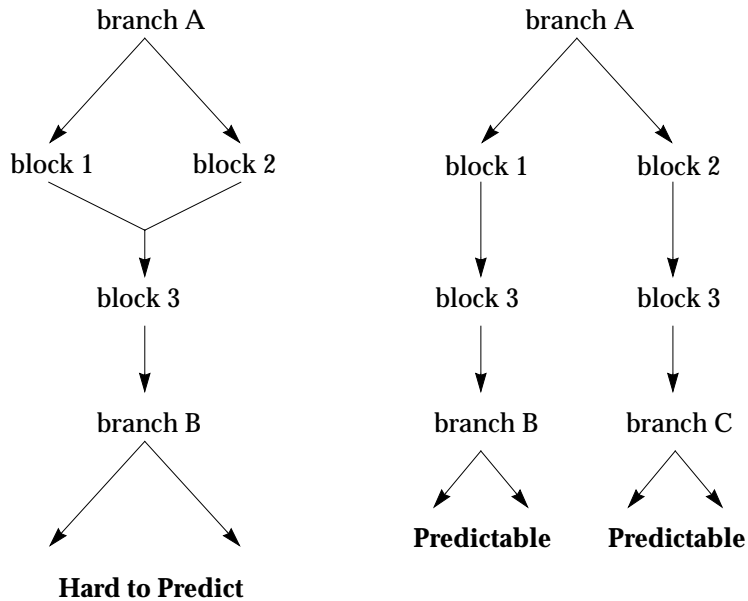 branch A
block 1 block 2
block 3
branch B
Hard to Predict
branch A
block 1 block 2
block 3 block 3
branch B branch C
Predictable Predictable